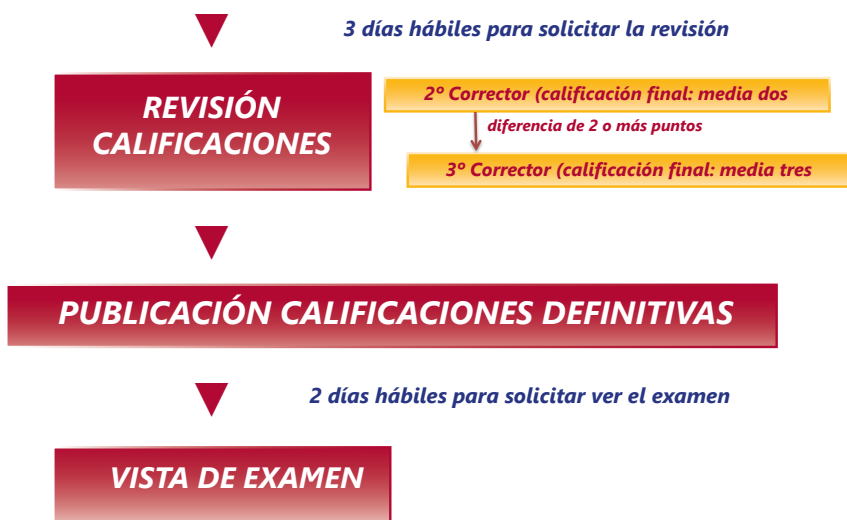 3 días hábiles para solicitar la revisión
REVISIÓN
CALIFICACIONES
2º Corrector (calificación final: media dos
diferencia de 2 o más puntos
3º Corrector (calificación final: media tres
PUBLICACIÓN CALIFICACIONES DEFINITIVAS
2 días hábiles para solicitar ver el examen
VISTA DE EXAMEN